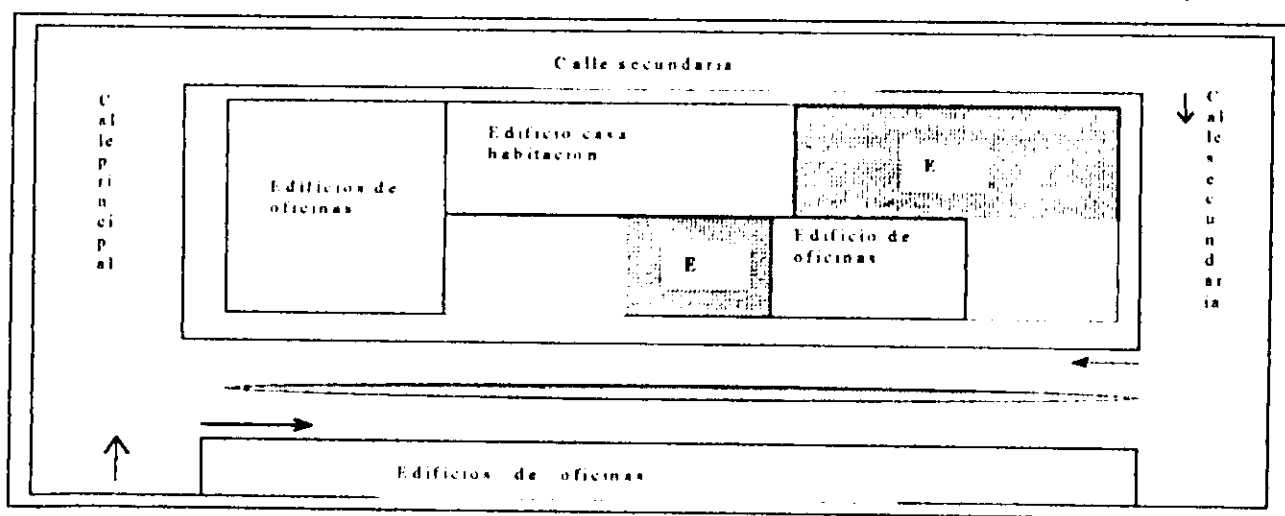 Calle secundaria
Calle principal
Edificios de
oficinas
Edificio casa
habitacion
E
E
Edificio de
oficinas
Calle secundaria
Edificios de oficinas